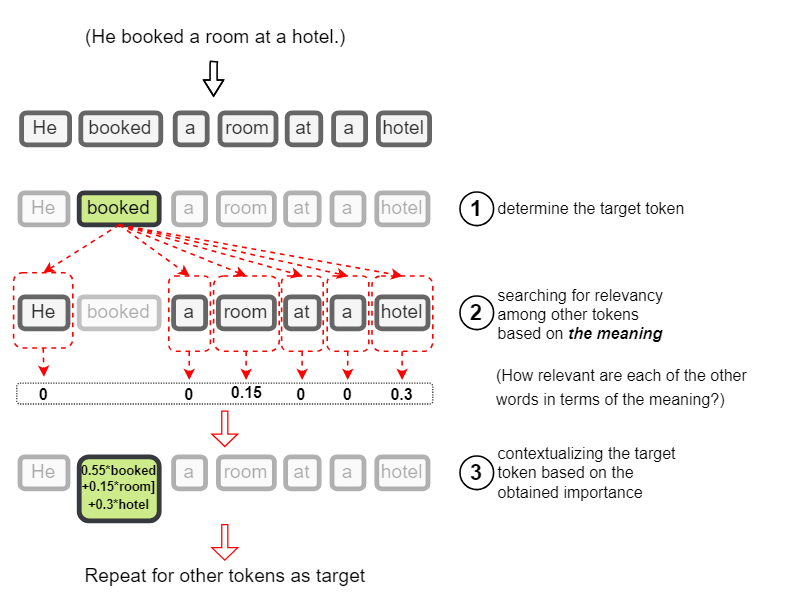 (He booked a room at a hotel.)
He booked a room at a hotel
He booked a room at a hotel
1 determine the target token
He booked a room at a hotel
2 searching for relevancy
among other tokens
based on the meaning
(How relevant are each of the other
words in terms of the meaning?)
0 0 0.15 0 0 0.3
He 0.55*booked a room at a hotel
+0.15*room]
+0.3*hotel
3 contextualizing the target
token based on the
obtained importance
Repeat for other tokens as target